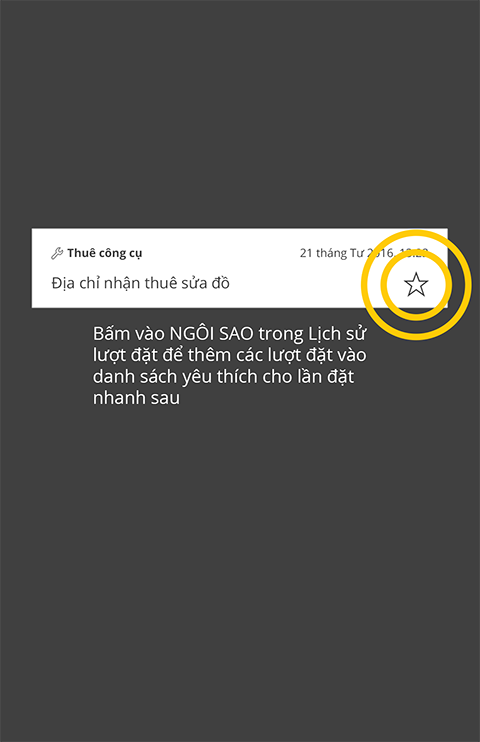 Thuê công cụ 21 tháng Tư 2016,
Địa chỉ nhận thuê sửa đồ
Bấm vào NGÔI SAO trong Lịch sử
lượt đặt để thêm các lượt đặt vào
danh sách yêu thích cho lần đặt
nhanh sau